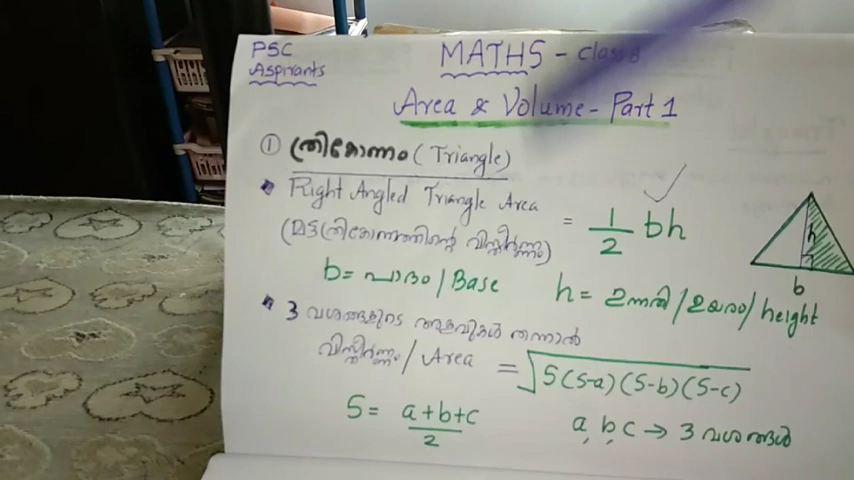 PSC
Aspirants
MATHS - class 8
Area & Volume - Part 1
① ത്രികോണം (Triangle)
Right Angled Triangle Area
(മട്ടത്രികോണത്തിന്റെ വിസ്തീർണ്ണം)
= 1/2 bh
b = പാദം / Base
h = ഉന്നതി / ഉയരം / height
h
b
3 വശങ്ങളുടെ അളവുകൾ തന്നാൽ
വിസ്തീർണ്ണം / Area = √S(S-a)(S-b)(S-c)
S = a+b+c/2
a, b, c → 3 വശങ്ങൾ